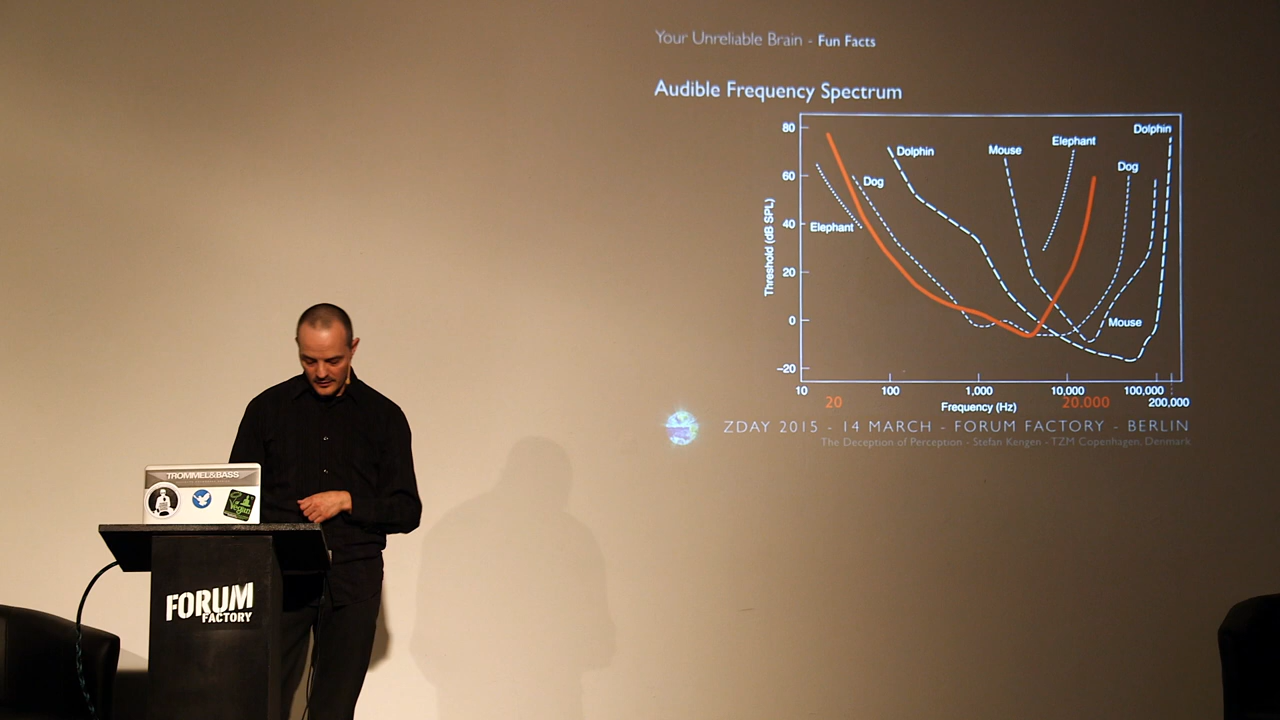 Your Unreliable Brain - Fun Facts
Audible Frequency Spectrum
80
60
40
20
0
−20
Threshold (dB SPL)
Dolphin
Mouse
Elephant
Dolphin
Dog
Dog
Elephant
Mouse
10
100
1,000
10,000
100,000
200,000
20
20.000
Frequency (Hz)
ZDAY 2015 - 14 MARCH - FORUM FACTORY - BERLIN
The Deception of Perception - Stefan Kengen - TZM Copenhagen, Denmark
TROMMEL&BASS
Vegan
FORUM
FACTORY